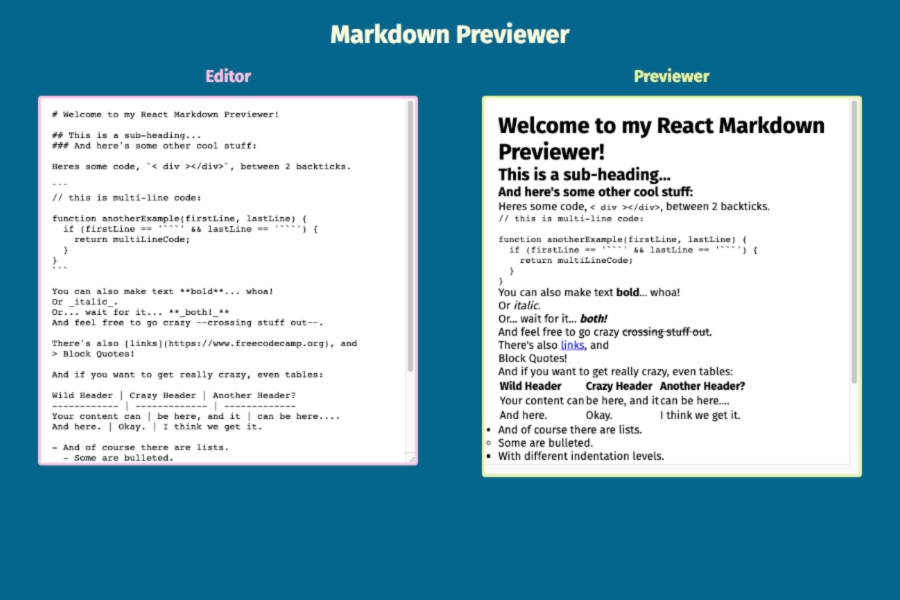 Markdown Previewer
Editor
# Welcome to my React Markdown Previewer!
## This is a sub-heading...
### And here's some other cool stuff:
Heres some code, `< div ></div>`, between 2 backticks.
```
// this is multi-line code:
function anotherExample(firstLine, lastLine) {
  if (firstLine == '```' && lastLine == '```') {
    return multiLineCode;
  }
}
```
You can also make text **bold**... whoa!
Or _italic_.
Or... wait for it... **_both!_**
And feel free to go crazy ~~crossing stuff out~~.
There's also [links](https://www.freecodecamp.org), and
> Block Quotes!
And if you want to get really crazy, even tables:
Wild Header | Crazy Header | Another Header?
------------ | ------------- | -------------
Your content can | be here, and it | can be here....
And here. | Okay. | I think we get it.
- And of course there are lists.
  - Some are bulleted.
Previewer
Welcome to my React Markdown
Previewer!
This is a sub-heading...
And here's some other cool stuff:
Heres some code, < div ></div>, between 2 backticks.
// this is multi-line code:
function anotherExample(firstLine, lastLine) {
  if (firstLine == '```' && lastLine == '```') {
    return multiLineCode;
  }
}
You can also make text bold... whoa!
Or italic.
Or... wait for it... both!
And feel free to go crazy crossing stuff out.
There's also links, and
Block Quotes!
And if you want to get really crazy, even tables:
Wild Header Crazy Header Another Header?
Your content can be here, and it can be here....
And here. Okay. I think we get it.
• And of course there are lists.
◦ Some are bulleted.
▪ With different indentation levels.